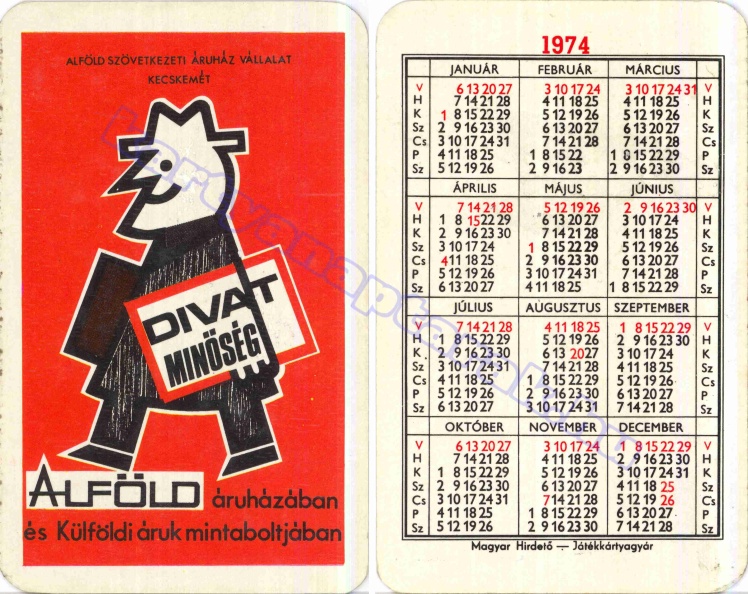 ALFÖLD SZÖVETKEZETI ÁRUHÁZ VÁLLALAT
KECSKEMÉT
DIVAT
MINŐSÉG
ALFÖLD áruházában
és Külföldi áruk mintaboltjában
1974
JANUÁR FEBRUÁR MÁRCIUS
V 6 13 20 27 3 10 17 24 3 10 17 24 31 V
H 7 14 21 28 4 11 18 25 4 11 18 25 H
K 1 8 15 22 29 5 12 19 26 5 12 19 26 K
Sz 2 9 16 23 30 6 13 20 27 6 13 20 27 Sz
Cs 3 10 17 24 31 7 14 21 28 7 14 21 28 Cs
P 4 11 18 25 1 8 15 22 1 8 15 22 29 P
Sz 5 12 19 26 2 9 16 23 2 9 16 23 30 Sz
ÁPRILIS MÁJUS JÚNIUS
V 7 14 21 28 5 12 19 26 2 9 16 23 30 V
H 1 8 15 22 29 6 13 20 27 3 10 17 24 H
K 2 9 16 23 30 7 14 21 28 4 11 18 25 K
Sz 3 10 17 24 1 8 15 22 29 5 12 19 26 Sz
Cs 4 11 18 25 2 9 16 23 30 6 13 20 27 Cs
P 5 12 19 26 3 10 17 24 31 7 14 21 28 P
Sz 6 13 20 27 4 11 18 25 1 8 15 22 29 Sz
JÚLIUS AUGUSZTUS SZEPTEMBER
V 7 14 21 28 4 11 18 25 1 8 15 22 29 V
H 1 8 15 22 29 5 12 19 26 2 9 16 23 30 H
K 2 9 16 23 30 6 13 20 27 3 10 17 24 K
Sz 3 10 17 24 31 7 14 21 28 4 11 18 25 Sz
Cs 4 11 18 25 1 8 15 22 29 5 12 19 26 Cs
P 5 12 19 26 2 9 16 23 30 6 13 20 27 P
Sz 6 13 20 27 3 10 17 24 31 7 14 21 28 Sz
OKTÓBER NOVEMBER DECEMBER
V 6 13 20 27 3 10 17 24 1 8 15 22 29 V
H 7 14 21 28 4 11 18 25 2 9 16 23 30 H
K 1 8 15 22 29 5 12 19 26 3 10 17 24 31 K
Sz 2 9 16 23 30 6 13 20 27 4 11 18 25 Sz
Cs 3 10 17 24 31 7 14 21 28 5 12 19 26 Cs
P 4 11 18 25 1 8 15 22 29 6 13 20 27 P
Sz 5 12 19 26 2 9 16 23 30 7 14 21 28 Sz
Magyar Hirdető — Játékkártyagyár